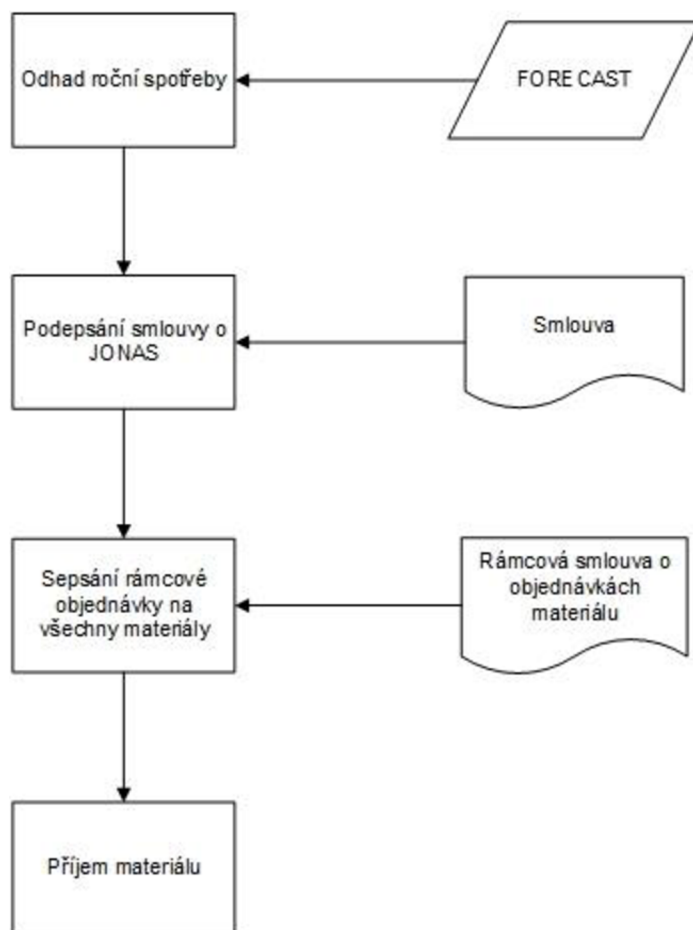 Odhad roční spotřeby
FORE CAST
Podepsání smlouvy o
JONAS
Smlouva
Sepsání rámcové
objednávky na
všechny materiály
Rámcová smlouva o
objednávkách
materiálu
Příjem materiálu